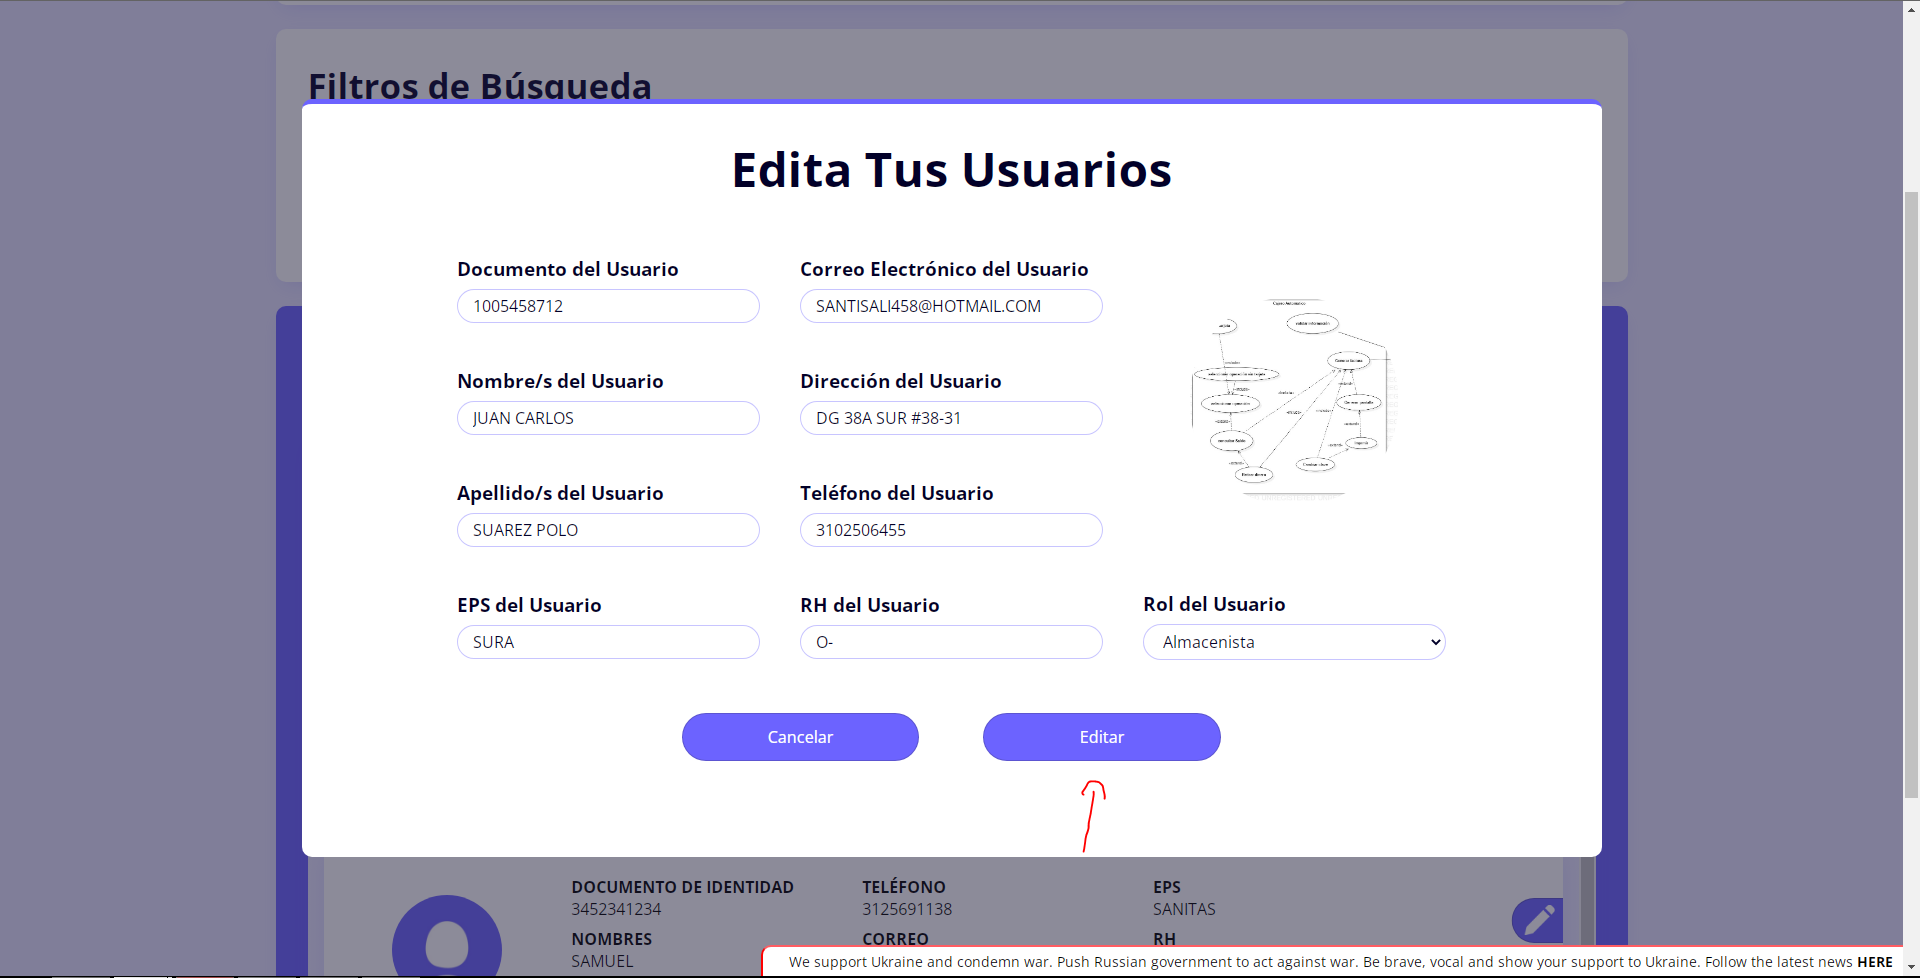 Filtros de Búsqueda
Edita Tus Usuarios
Documento del Usuario
1005458712
Correo Electrónico del Usuario
SANTISALI458@HOTMAIL.COM
Nombre/s del Usuario
JUAN CARLOS
Dirección del Usuario
DG 38A SUR #38-31
Apellido/s del Usuario
SUAREZ POLO
Teléfono del Usuario
3102506455
EPS del Usuario
SURA
RH del Usuario
O-
Rol del Usuario
Almacenista
Cancelar
Editar
DOCUMENTO DE IDENTIDAD
3452341234
TELÉFONO
3125691138
EPS
SANITAS
NOMBRES
SAMUEL
CORREO
RH
We support Ukraine and condemn war. Push Russian government to act against war. Be brave, vocal and show your support to Ukraine. Follow the latest news HERE